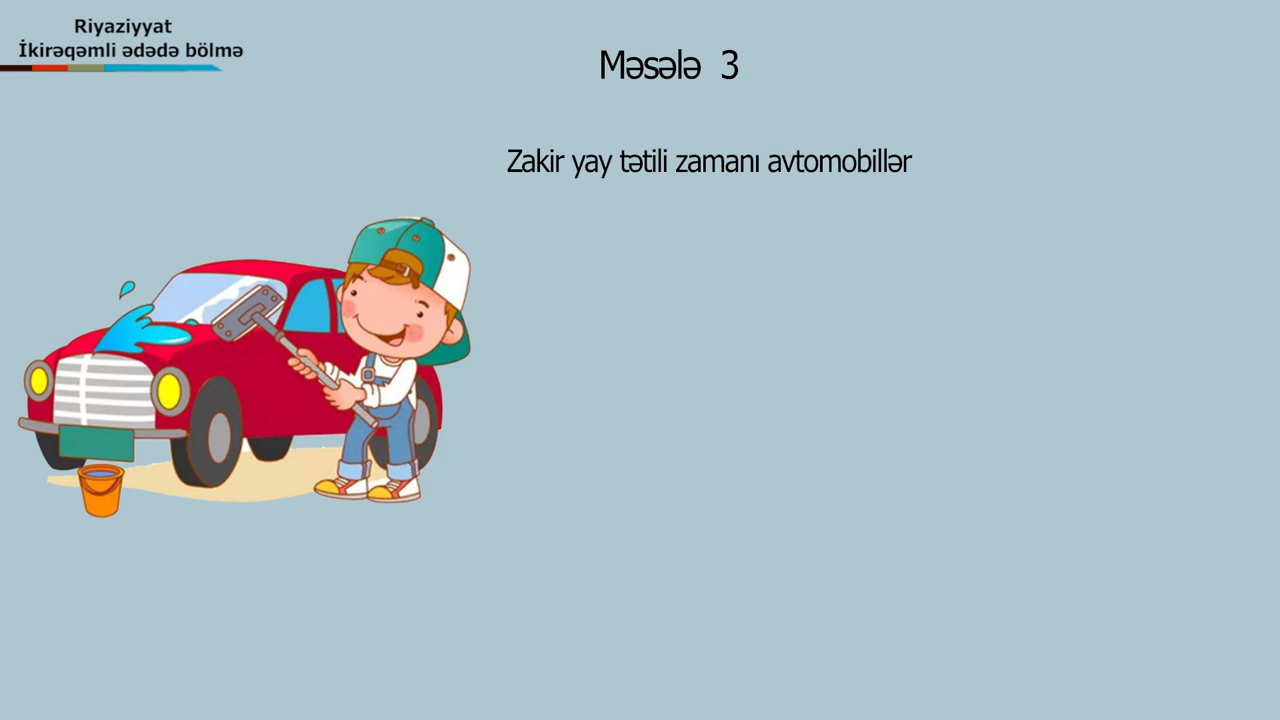 Riyaziyyat
İkirəqəmli ədədə bölmə
Məsələ 3
Zakir yay tətili zamanı avtomobillər